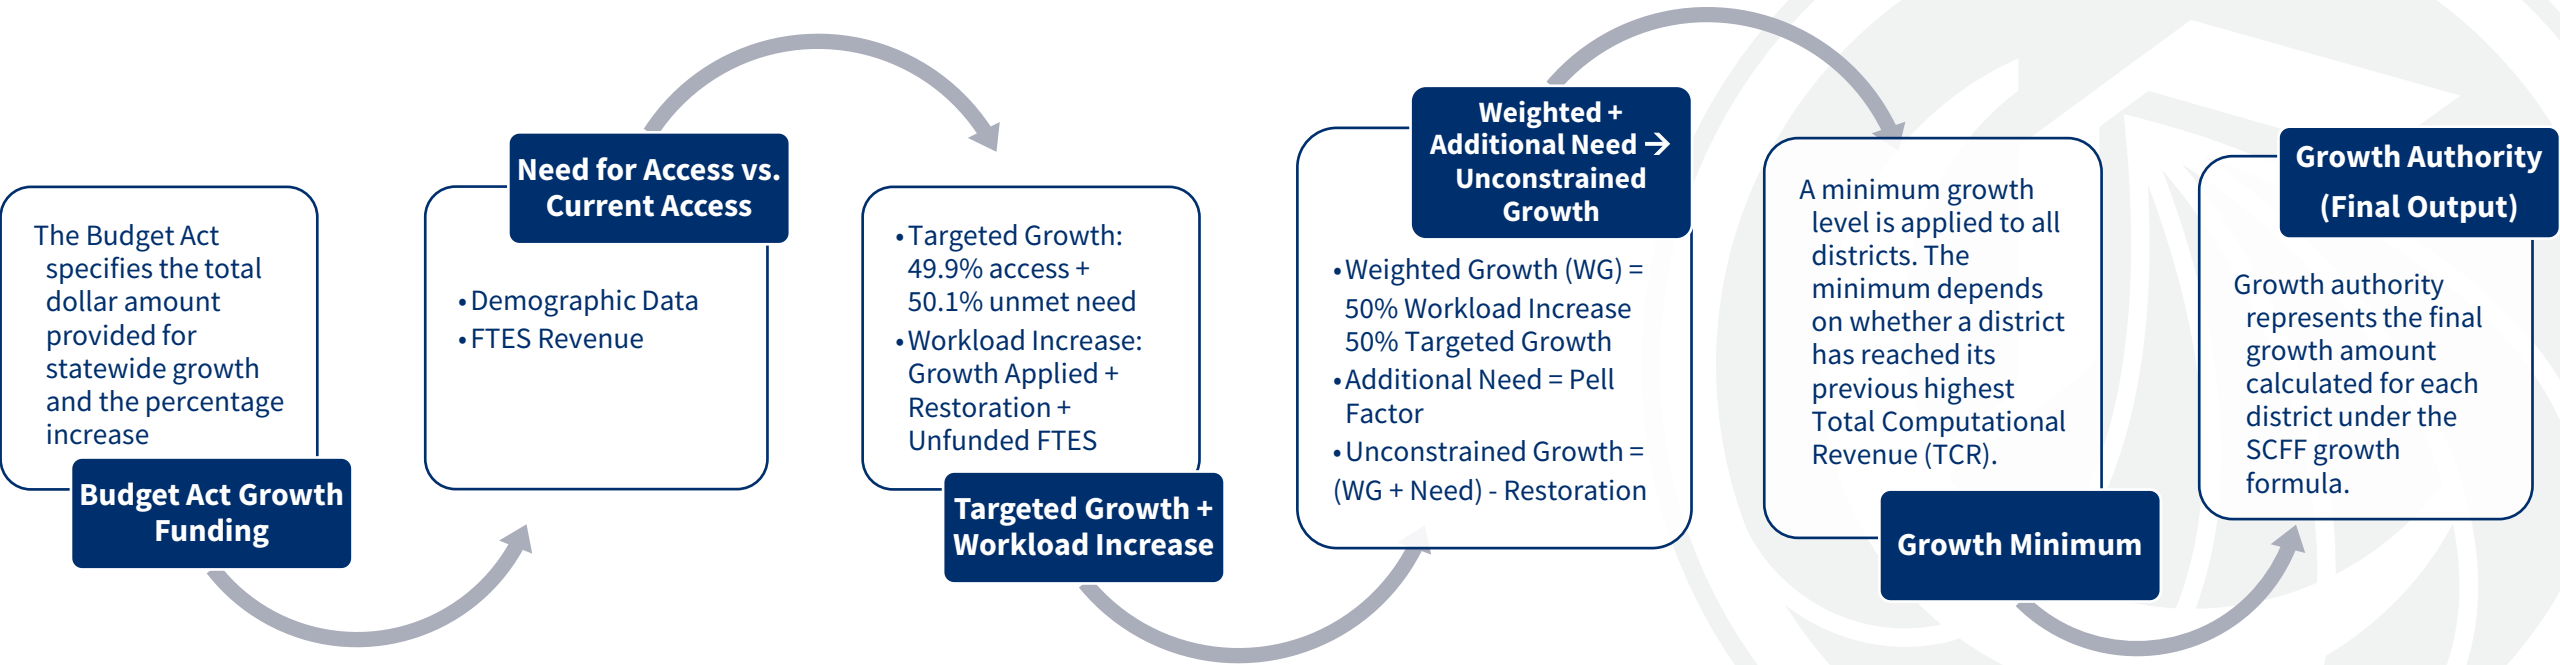 The Budget Act
specifies the total
dollar amount
provided for
statewide growth
and the percentage
increase
Budget Act Growth
Funding
Need for Access vs.
Current Access
•Demographic Data
•FTES Revenue
•Targeted Growth:
49.9% access +
50.1% unmet need
•Workload Increase:
Growth Applied +
Restoration +
Unfunded FTES
Targeted Growth +
Workload Increase
Weighted +
Additional Need →
Unconstrained
Growth
•Weighted Growth (WG) =
50% Workload Increase
50% Targeted Growth
•Additional Need = Pell
Factor
•Unconstrained Growth =
(WG + Need) - Restoration
A minimum growth
level is applied to all
districts. The
minimum depends
on whether a district
has reached its
previous highest
Total Computational
Revenue (TCR).
Growth Minimum
Growth Authority
(Final Output)
Growth authority
represents the final
growth amount
calculated for each
district under the
SCFF growth
formula.